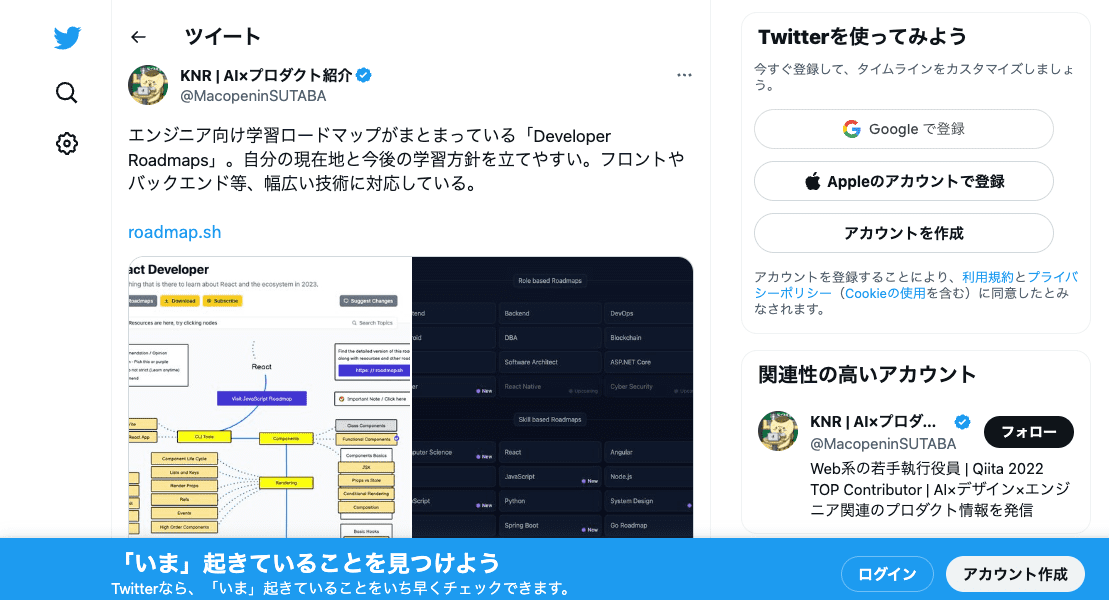 ツイート
KNR | AI×プロダクト紹介
@MacopeninSUTABA
エンジニア向け学習ロードマップがまとまっている「Developer
Roadmaps」。自分の現在地と今後の学習方針を立てやすい。フロントや
バックエンド等、幅広い技術に対応している。
roadmap.sh
act Developer
thing that is there to learn about React and the ecosystem in 2023.
Roadmaps
Download
Subscribe
Suggest Changes
Resources are here, try clicking nodes
Search Topics
React
Find the detailed version of this roa
along with resources and other road
https://roadmap.sh
Visit JavaScript Roadmap
Important Note / Click here
CLI Tools
Components
Class Components
Functional Components
Component Life Cycle
Lists and Keys
Render Props
Refs
Events
High Order Components
Rendering
Components Basics
JSX
Props vs State
Conditional Rendering
Composition
Basic Hooks
Role based Roadmaps
Backend
DevOps
DBA
Blockchain
Software Architect
ASP.NET Core
New
React Native
Upcoming
Cyber Security
Skill based Roadmaps
puter Science
New
React
Angular
JavaScript
New
Node.js
Script
New
Python
System Design
Spring Boot
New
Go Roadmap
Twitterを使ってみよう
今すぐ登録して、タイムラインをカスタマイズしましょ
う。
Google で登録
Appleのアカウントで登録
アカウントを作成
アカウントを登録することにより、利用規約とプライバ
シーポリシー（Cookieの使用を含む）に同意したとみ
なされます。
関連性の高いアカウント
KNR | AI×プロダ...
@MacopeninSUTABA
フォロー
Web系の若手執行役員 | Qiita 2022
TOP Contributor | AI×デザイン×エンジ
ニア関連のプロダクト情報を発信
「いま」起きていることを見つけよう
Twitterなら、「いま」起きていることをいち早くチェックできます。
ログイン
アカウント作成